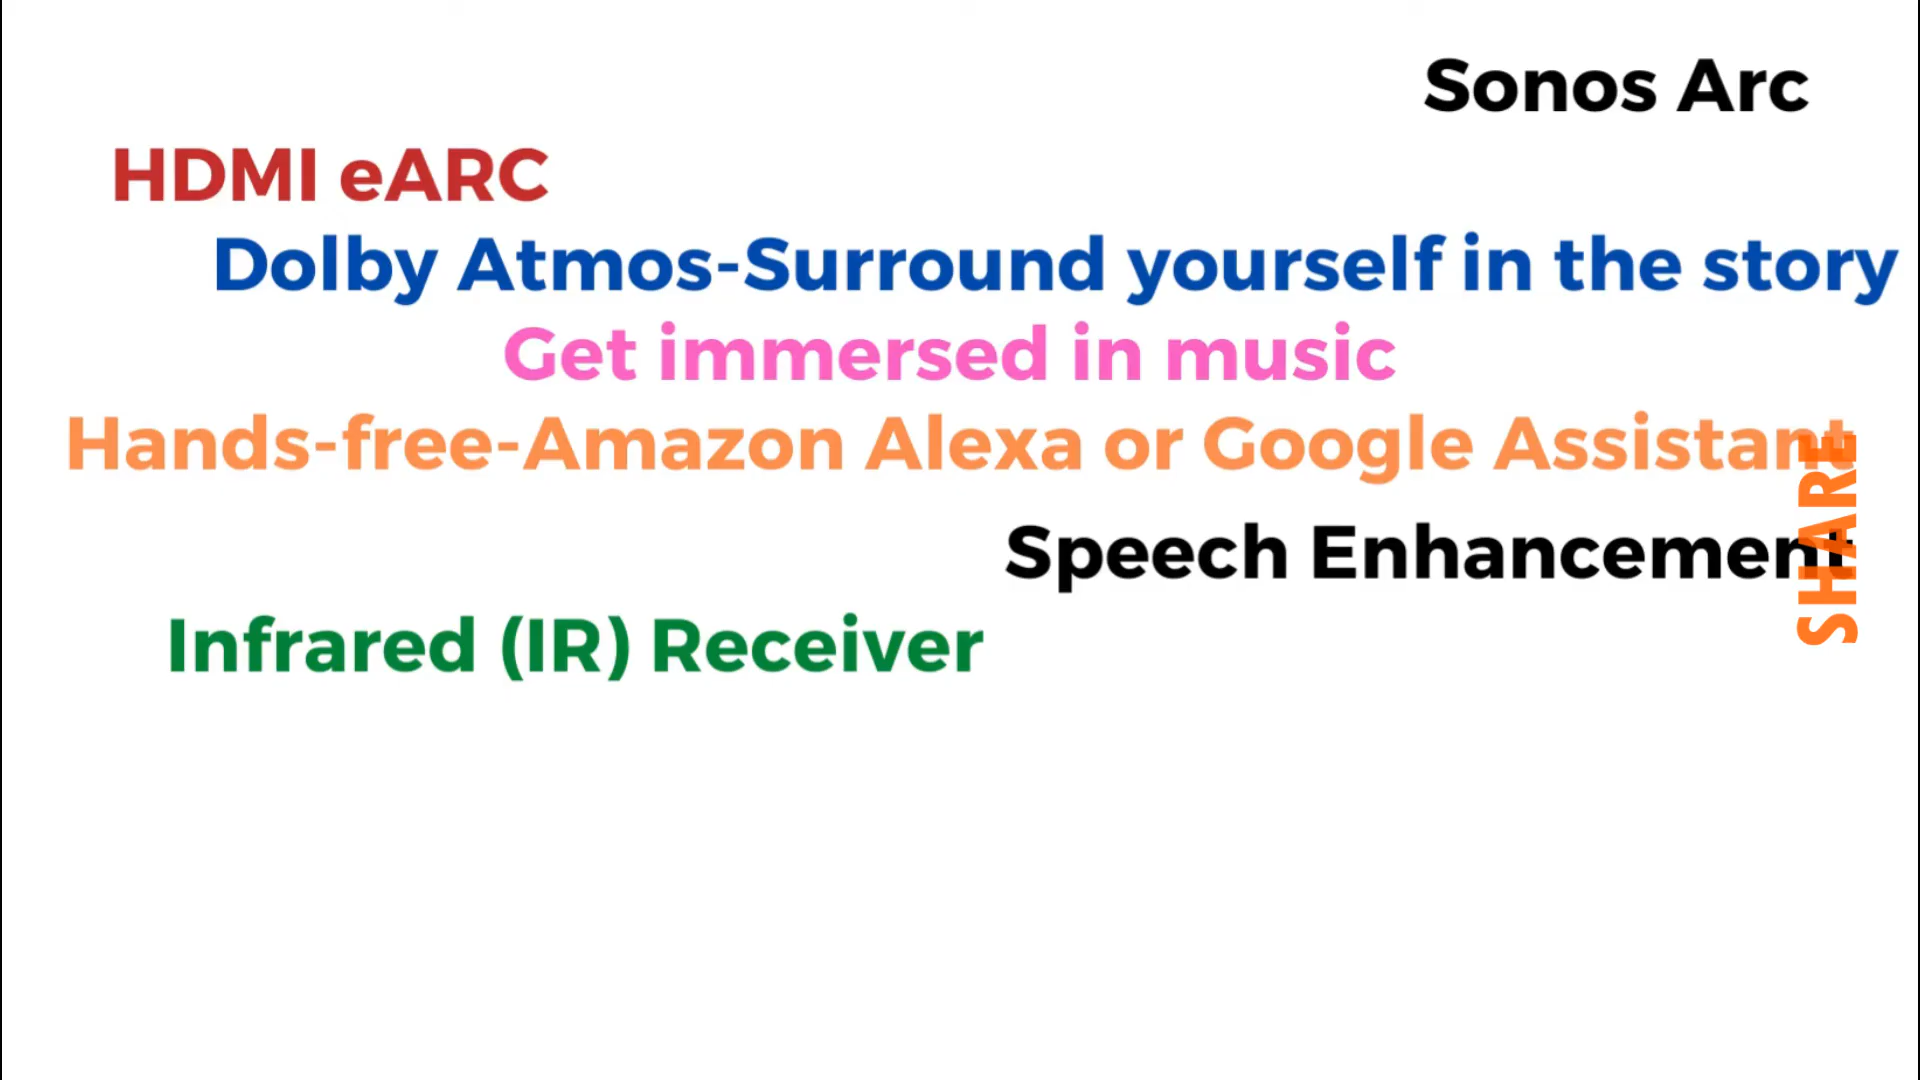 Sonos Arc
HDMI eARC
Dolby Atmos-Surround yourself in the story
Get immersed in music
Hands-free-Amazon Alexa or Google Assistant
Speech Enhancement
SHARE
Infrared (IR) Receiver